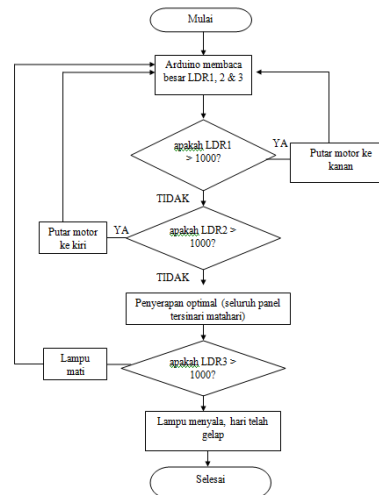 Mulai
Arduino membaca
besar LDR1, 2 & 3
apakah LDR1
> 1000?
YA
Putar motor ke
kanan
TIDAK
Putar motor
ke kiri
YA
apakah LDR2 >
1000?
TIDAK
Penyerapan optimal (seluruh panel
tersinari matahari)
Lampu
mati
apakah LDR3 >
1000?
Lampu menyala, hari telah
gelap
Selesai